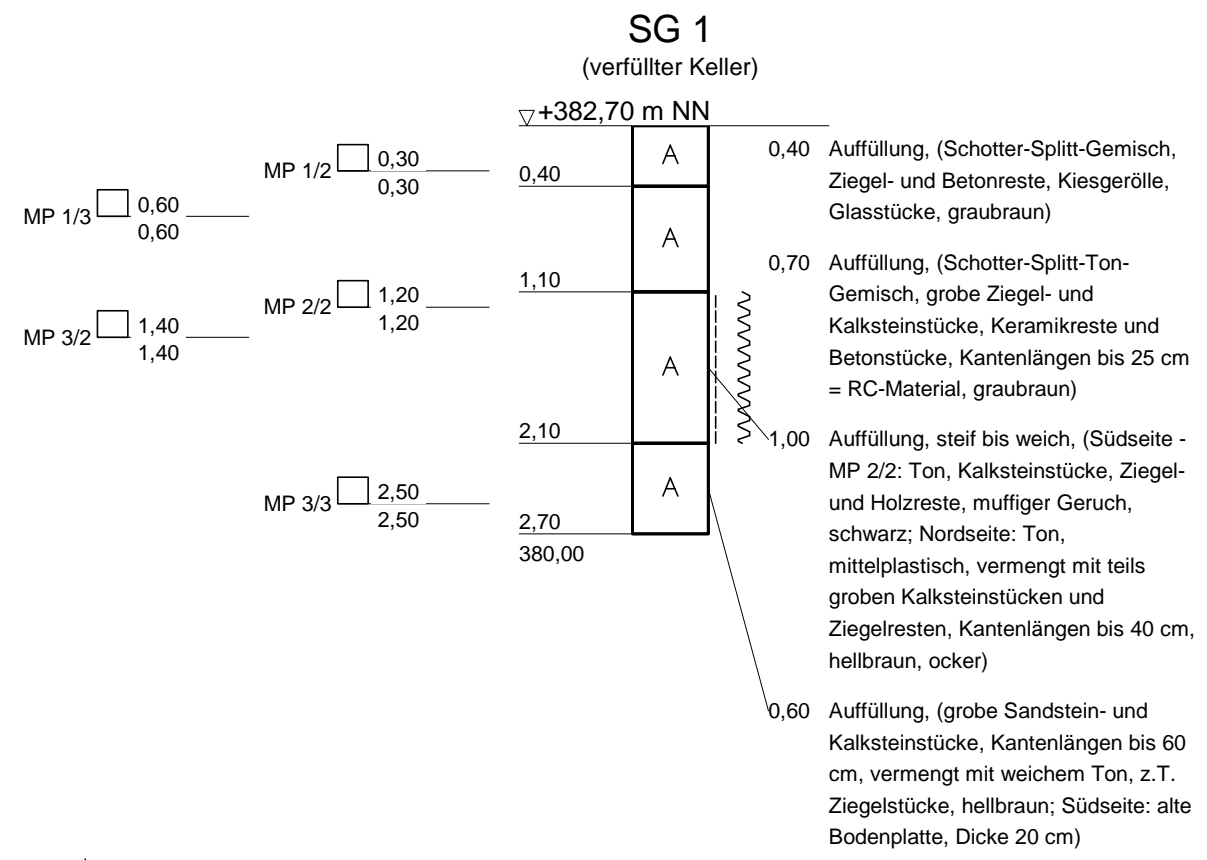 SG 1
(verfüllter Keller)
+382,70 m NN
MP 1/2 0,30
0,30
MP 1/3 0,60
0,60
MP 2/2 1,20
1,20
MP 3/2 1,40
1,40
MP 3/3 2,50
2,50
A
0,40
A
1,10
A
2,10
A
2,70
380,00
0,40 Auffüllung, (Schotter-Splitt-Gemisch,
Ziegel- und Betonreste, Kiesgerölle,
Glasstücke, graubraun)
0,70 Auffüllung, (Schotter-Splitt-Ton-
Gemisch, grobe Ziegel- und
Kalksteinstücke, Keramikreste und
Betonstücke, Kantenlängen bis 25 cm
= RC-Material, graubraun)
1,00 Auffüllung, steif bis weich, (Südseite -
MP 2/2: Ton, Kalksteinstücke, Ziegel-
und Holzreste, muffiger Geruch,
schwarz; Nordseite: Ton,
mittelplastisch, vermengt mit teils
groben Kalksteinstücken und
Ziegelresten, Kantenlängen bis 40 cm,
hellbraun, ocker)
0,60 Auffüllung, (grobe Sandstein- und
Kalksteinstücke, Kantenlängen bis 60
cm, vermengt mit weichem Ton, z.T.
Ziegelstücke, hellbraun; Südseite: alte
Bodenplatte, Dicke 20 cm)